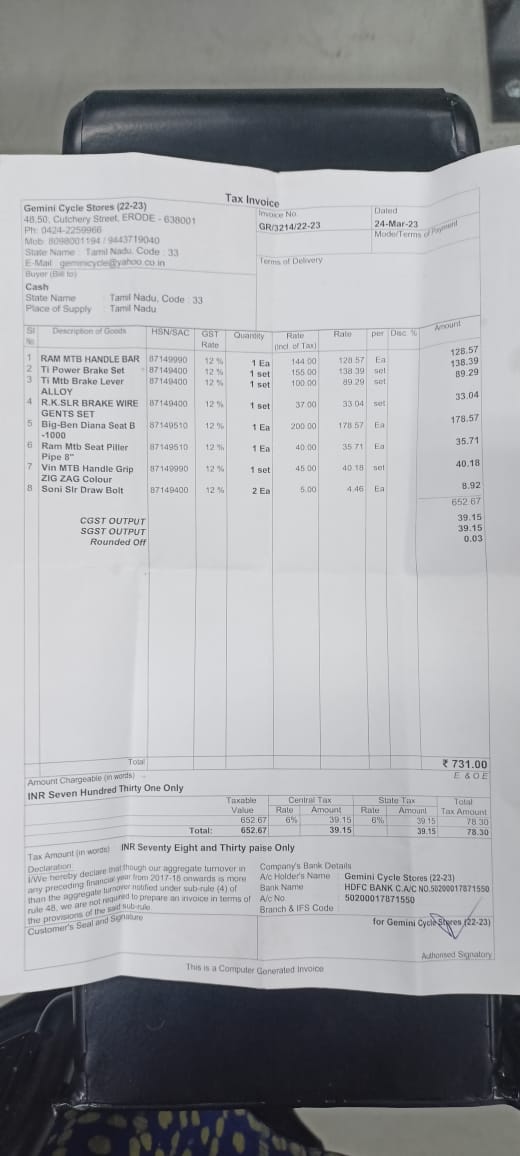 Tax Invoice
Gemini Cycle Stores (22-23)
48,50, Cutchery Street, ERODE - 638001
Ph: 0424-2259966
Mob: 8098001194 / 9443719040
State Name : Tamil Nadu, Code : 33
E-Mail : geminicycle@yahoo.co.in
Invoice No.
GR/3214/22-23
Dated
24-Mar-23
Mode/Terms of Payment
Terms of Delivery
Buyer (Bill to)
Cash
State Name : Tamil Nadu, Code : 33
Place of Supply : Tamil Nadu
Sl No. Description of Goods HSN/SAC GST Rate Quantity Rate (Incl. of Tax) Rate per Disc. % Amount
1 RAM MTB HANDLE BAR 87149990 12 % 1 Ea 144.00 128.57 Ea 128.57
2 Ti Power Brake Set 87149400 12 % 1 set 155.00 138.39 set 138.39
3 Ti Mtb Brake Lever 87149400 12 % 1 set 100.00 89.29 set 89.29
ALLOY
4 R.K.SLR BRAKE WIRE 87149400 12 % 1 set 37.00 33.04 set 33.04
GENTS SET
5 Big-Ben Diana Seat B 87149510 12 % 1 Ea 200.00 178.57 Ea 178.57
-1000
6 Ram Mtb Seat Piller 87149510 12 % 1 Ea 40.00 35.71 Ea 35.71
Pipe 8"
7 Vin MTB Handle Grip 87149990 12 % 1 set 45.00 40.18 set 40.18
ZIG ZAG Colour
8 Soni Slr Draw Bolt 87149400 12 % 2 Ea 5.00 4.46 Ea 8.92
652.67
CGST OUTPUT 39.15
SGST OUTPUT 39.15
Rounded Off 0.03
Total ₹ 731.00
Amount Chargeable (in words) E. & O.E
INR Seven Hundred Thirty One Only
Taxable Value Central Tax Rate Amount State Tax Rate Amount Total Tax Amount
652.67 6% 39.15 6% 39.15 78.30
Total: 652.67 39.15 39.15 78.30
Tax Amount (in words) : INR Seventy Eight and Thirty paise Only
Declaration
I/We hereby declare that though our aggregate turnover in
any preceding financial year from 2017-18 onwards is more
than the aggregate turnover notified under sub-rule (4) of
rule 48, we are not required to prepare an invoice in terms of
the provisions of the said sub-rule.
Company's Bank Details
A/c Holder's Name : Gemini Cycle Stores (22-23)
Bank Name : HDFC BANK C.A/C NO.50200017871550
A/c No. : 50200017871550
Branch & IFS Code :
Customer's Seal and Signature
for Gemini Cycle Stores (22-23)
Authorised Signatory
This is a Computer Generated Invoice